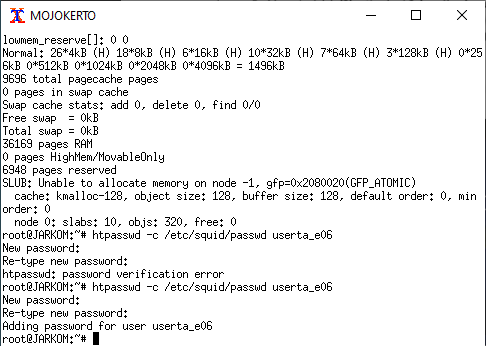 MOJOKERTO
lowmem_reserve[]: 0 0
Normal: 26*4kB (H) 18*8kB (H) 6*16kB (H) 10*32kB (H) 7*64kB (H) 3*128kB (H) 0*25
6kB 0*512kB 0*1024kB 0*2048kB 0*4096kB = 1496kB
9696 total pagecache pages
0 pages in swap cache
Swap cache stats: add 0, delete 0, find 0/0
Free swap  = 0kB
Total swap = 0kB
36169 pages RAM
0 pages HighMem/MovableOnly
6948 pages reserved
SLUB: Unable to allocate memory on node -1, gfp=0x2080020(GFP_ATOMIC)
  cache: kmalloc-128, object size: 128, buffer size: 128, default order: 0, min
order: 0
  node 0: slabs: 10, objs: 320, free: 0
root@JARKOM:~# htpasswd -c /etc/squid/passwd userta_e06
New password:
Re-type new password:
htpasswd: password verification error
root@JARKOM:~# htpasswd -c /etc/squid/passwd userta_e06
New password:
Re-type new password:
Adding password for user userta_e06
root@JARKOM:~#